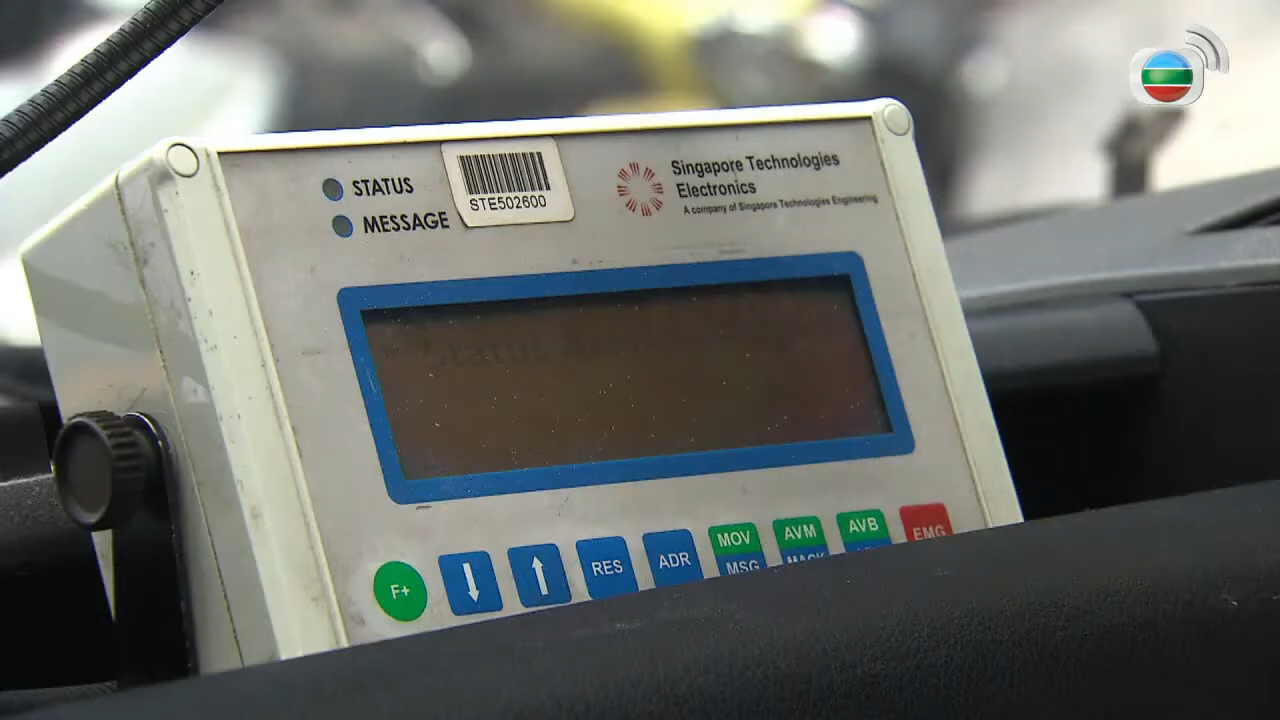 STATUS
MESSAGE
STE502600
Singapore Technologies
Electronics
A company of Singapore Technologies Engineering
F+
RES
ADR
MOV
MSG
AVM
AVB
EMG